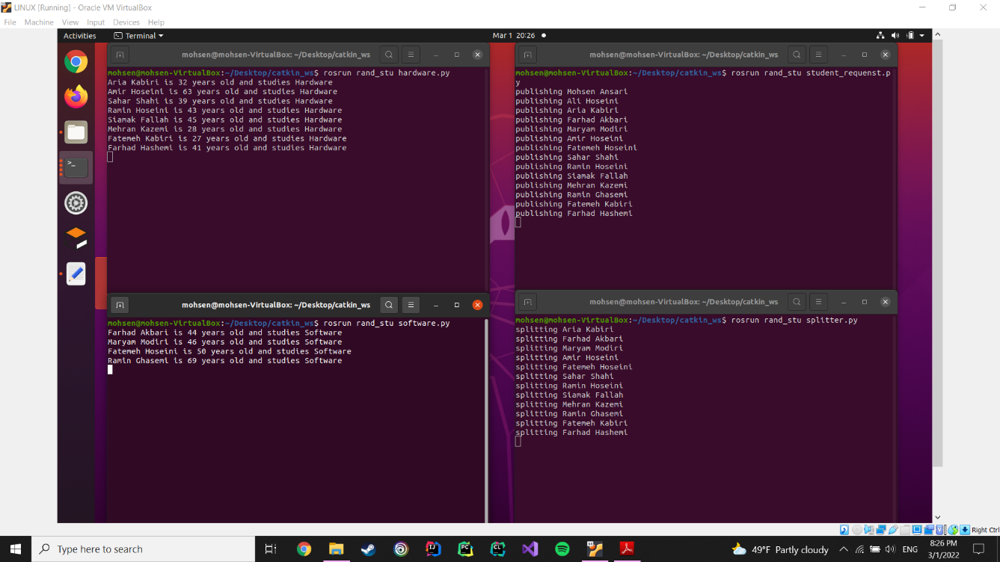 LINUX [Running] - Oracle VM VirtualBox
File Machine View Input Devices Help
Activities Terminal Mar 1 20:26
mohsen@mohsen-VirtualBox: ~/Desktop/catkin_ws
mohsen@mohsen-VirtualBox:~/Desktop/catkin_ws$ rosrun rand_stu hardware.py
Aria Kabiri is 32 years old and studies Hardware
Amir Hoseini is 63 years old and studies Hardware
Sahar Shahi is 39 years old and studies Hardware
Ramin Hoseini is 43 years old and studies Hardware
Siamak Fallah is 45 years old and studies Hardware
Mehran Kazemi is 28 years old and studies Hardware
Fatemeh Kabiri is 27 years old and studies Hardware
Farhad Hashemi is 41 years old and studies Hardware
mohsen@mohsen-VirtualBox: ~/Desktop/catkin_ws
mohsen@mohsen-VirtualBox:~/Desktop/catkin_ws$ rosrun rand_stu student_requenst.p
y
publishing Mohsen Ansari
publishing Ali Hoseini
publishing Aria Kabiri
publishing Farhad Akbari
publishing Maryam Modiri
publishing Amir Hoseini
publishing Fatemeh Hoseini
publishing Sahar Shahi
publishing Ramin Hoseini
publishing Siamak Fallah
publishing Mehran Kazemi
publishing Ramin Ghasemi
publishing Fatemeh Kabiri
publishing Farhad Hashemi
mohsen@mohsen-VirtualBox: ~/Desktop/catkin_ws
mohsen@mohsen-VirtualBox:~/Desktop/catkin_ws$ rosrun rand_stu software.py
Farhad Akbari is 44 years old and studies Software
Maryam Modiri is 46 years old and studies Software
Fatemeh Hoseini is 50 years old and studies Software
Ramin Ghasemi is 69 years old and studies Software
mohsen@mohsen-VirtualBox: ~/Desktop/catkin_ws
mohsen@mohsen-VirtualBox:~/Desktop/catkin_ws$ rosrun rand_stu splitter.py
splitting Aria Kabiri
splitting Farhad Akbari
splitting Maryam Modiri
splitting Amir Hoseini
splitting Fatemeh Hoseini
splitting Sahar Shahi
splitting Ramin Hoseini
splitting Siamak Fallah
splitting Mehran Kazemi
splitting Ramin Ghasemi
splitting Fatemeh Kabiri
splitting Farhad Hashemi
Right Ctrl
Type here to search
49°F Partly cloudy
ENG
8:26 PM
3/1/2022